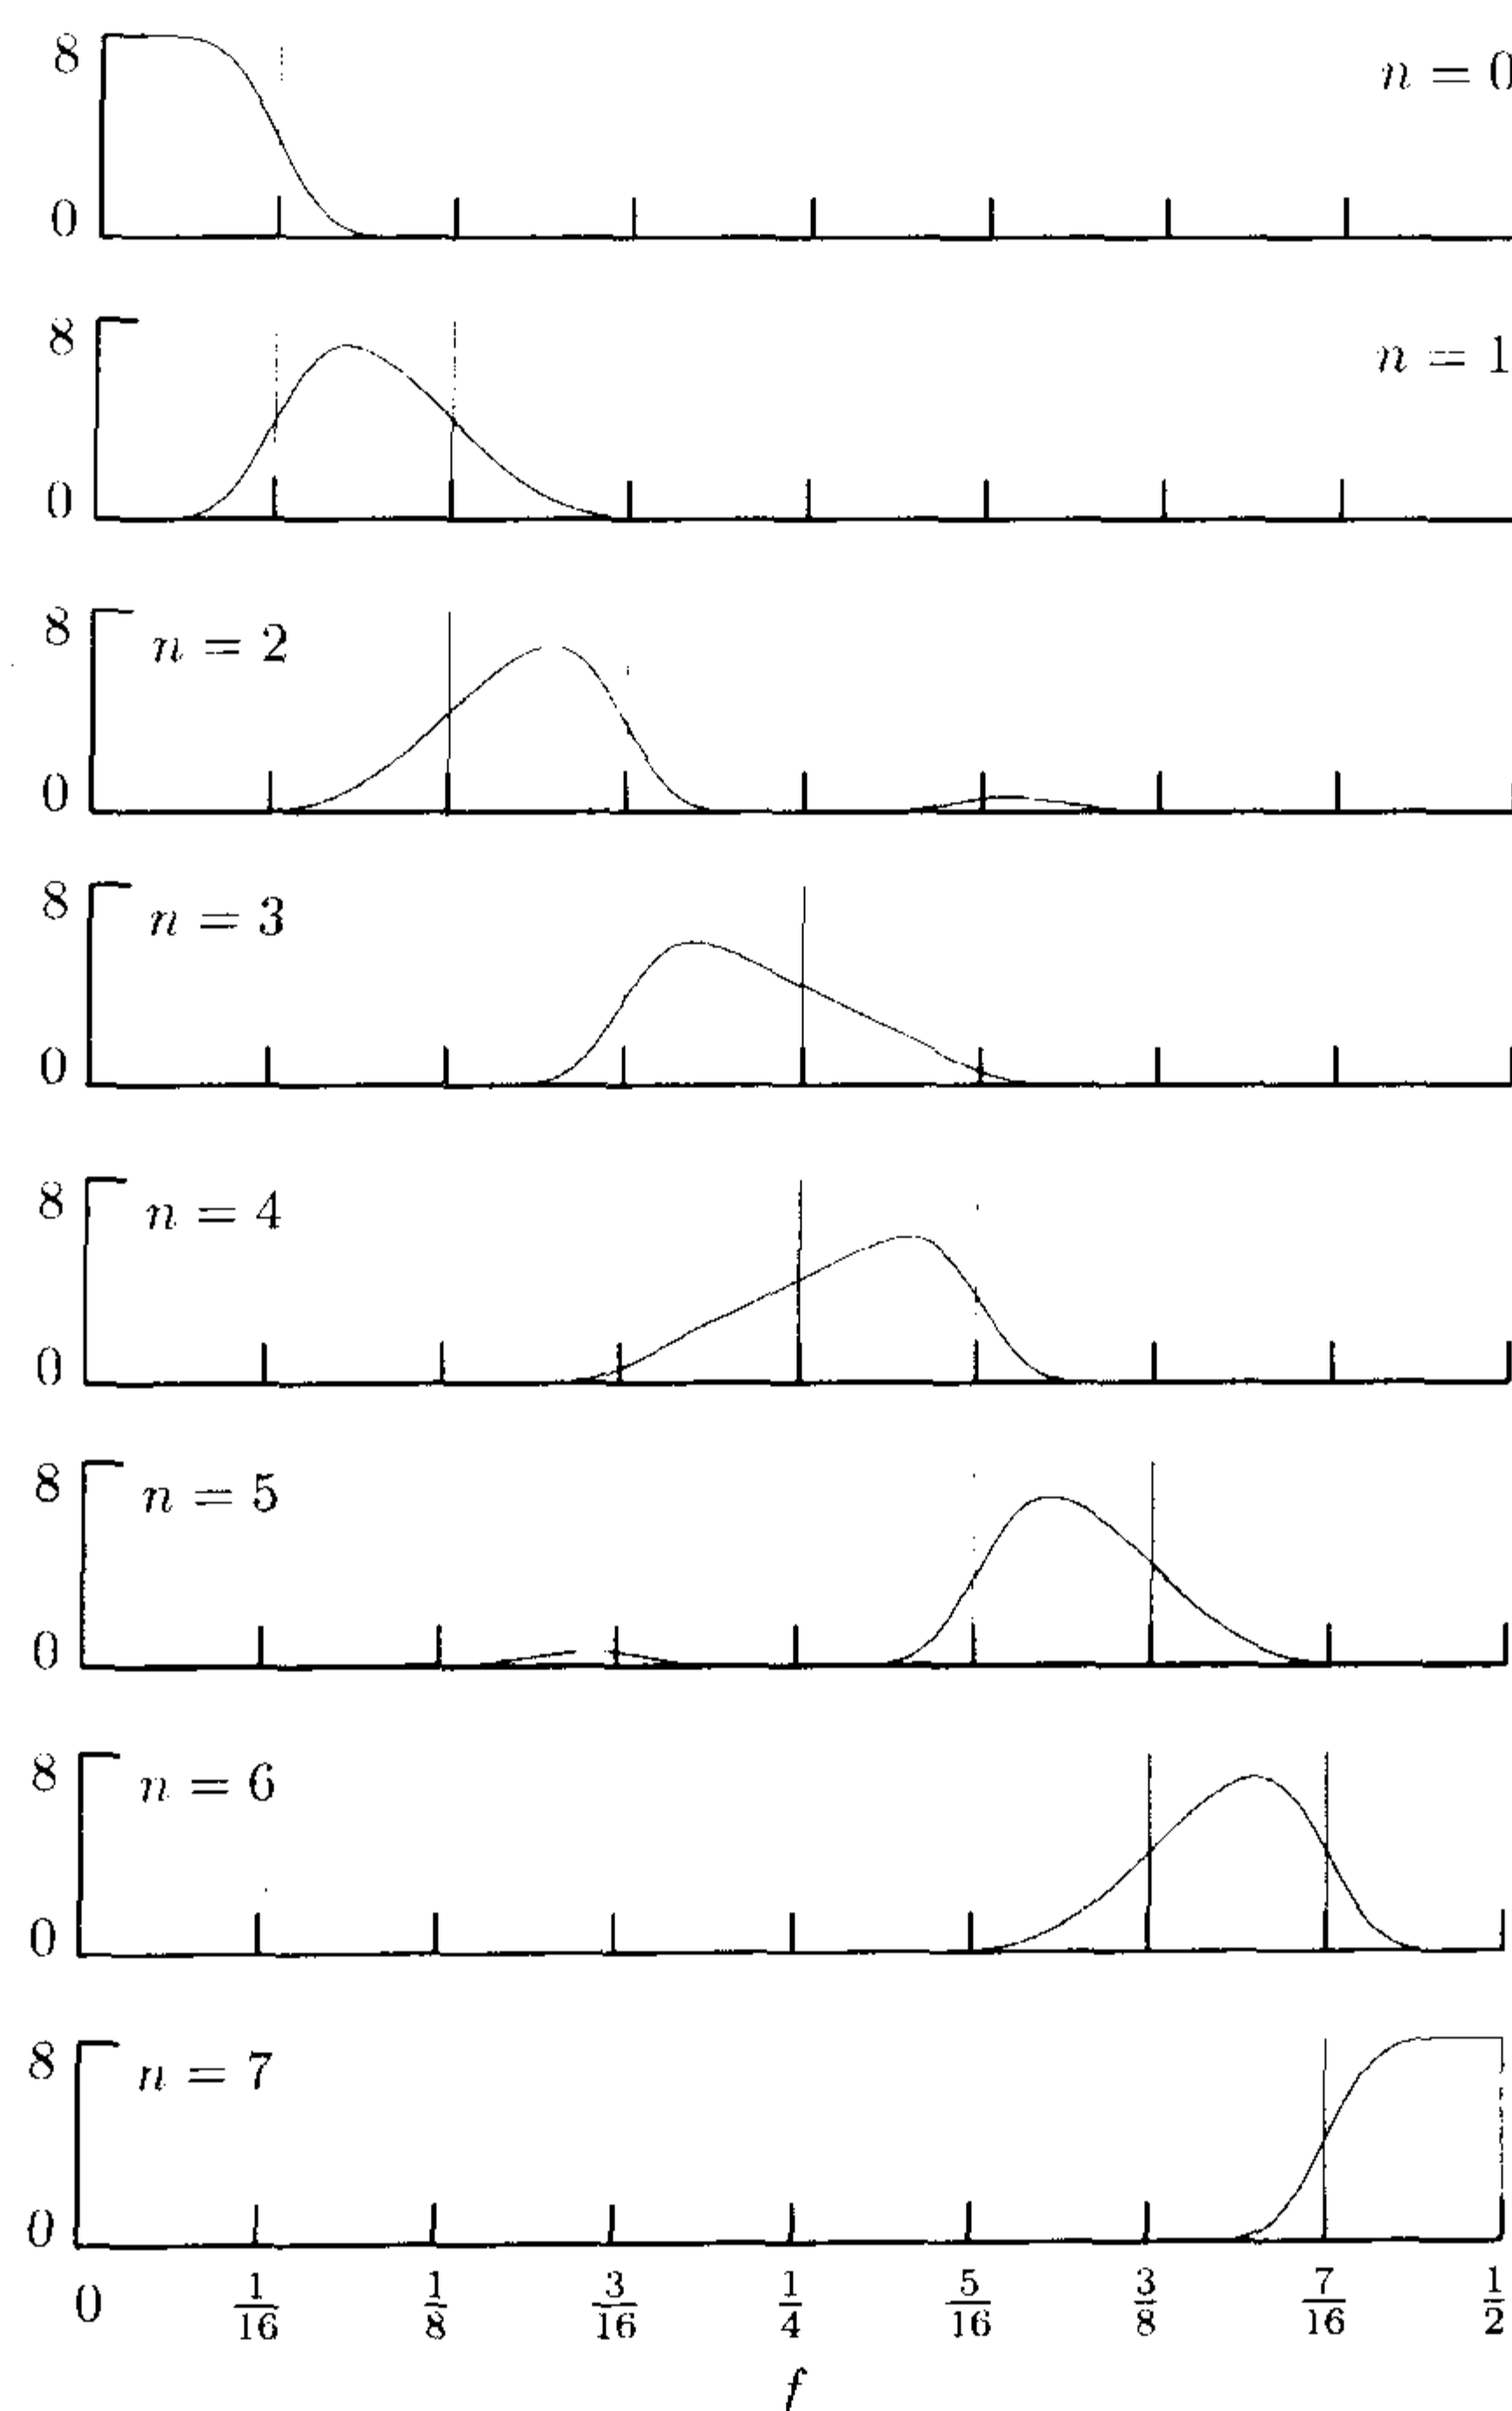 8
n = 0
0
8
n = 1
0
8
n = 2
0
8
n = 3
0
8
n = 4
0
8
n = 5
0
8
n = 6
0
8
n = 7
0
0 1/16 1/8 3/16 1/4 5/16 3/8 7/16 1/2
f